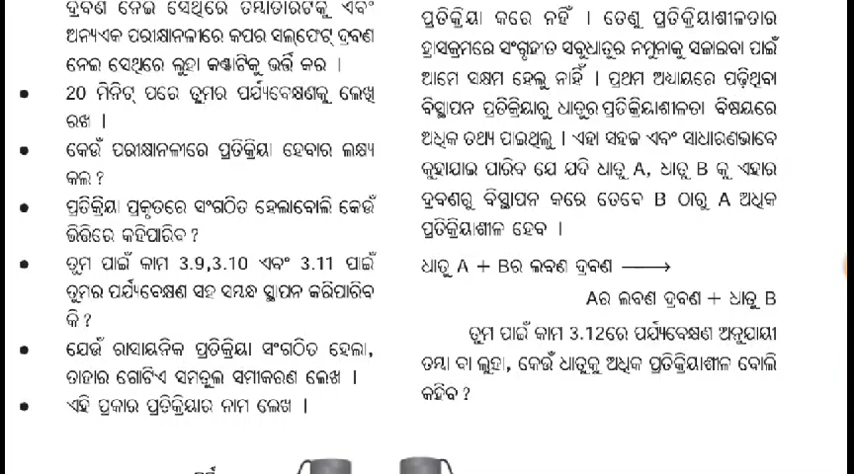 ଦ୍ରବଣ ନେଇ ସେଥିରେ ତମ୍ବାତାରଟିକୁ ଏବଂ
ଅନ୍ୟଏକ ପରୀକ୍ଷାନଳୀରେ କପର ସଲ୍‌ଫେଟ୍ ଦ୍ରବଣ
ନେଇ ସେଥିରେ ଲୁହା କଣ୍ଟାଟିକୁ ଭର୍ତ୍ତି କର ।
• 20 ମିନିଟ୍ ପରେ ତୁମର ପର୍ଯ୍ୟବେକ୍ଷଣକୁ ଲେଖି
ରଖ ।
• କେଉଁ ପରୀକ୍ଷାନଳୀରେ ପ୍ରତିକ୍ରିୟା ହେବାର ଲକ୍ଷ୍ୟ
କଲ ?
• ପ୍ରତିକ୍ରିୟା ପ୍ରକୃତରେ ସଂଗଠିତ ହେଲାବୋଲି କେଉଁ
ଭିତ୍ତିରେ କହିପାରିବ ?
• ତୁମ ପାଇଁ କାମ 3.9,3.10 ଏବଂ 3.11 ପାଇଁ
ତୁମର ପର୍ଯ୍ୟବେକ୍ଷଣ ସହ ସମ୍ବନ୍ଧ ସ୍ଥାପନ କରିପାରିବ
କି ?
• ଯେଉଁ ରାସାୟନିକ ପ୍ରତିକ୍ରିୟା ସଂଗଠିତ ହେଲା,
ତାହାର ଗୋଟିଏ ସମତୁଲ ସମୀକରଣ ଲେଖ ।
• ଏହି ପ୍ରକାର ପ୍ରତିକ୍ରିୟାର ନାମ ଲେଖ ।
ପ୍ରତିକ୍ରିୟା କରେ ନହିଁ । ତେଣୁ ପ୍ରତିକ୍ରିୟାଶୀଳତାର
ହ୍ରାସକ୍ରମରେ ସଂଗୃହୀତ ସବୁଧାତୁର ନମୁନାକୁ ସଜାଇବା ପାଇଁ
ଆମେ ସକ୍ଷମ ହେଲୁ ନାହିଁ । ପ୍ରଥମ ଅଧ୍ୟାୟରେ ପଢ଼ିଥିବା
ବିସ୍ଥାପନ ପ୍ରତିକ୍ରିୟାରୁ ଧାତୁର ପ୍ରତିକ୍ରିୟାଶୀଳତା ବିଷୟରେ
ଅଧିକ ତଥ୍ୟ ପାଇଥିଲୁ । ଏହା ସହଜ ଏବଂ ସାଧାରଣଭାବେ
କୁହାଯାଇ ପାରିବ ଯେ ଯଦି ଧାତୁ A, ଧାତୁ B କୁ ଏହାର
ଦ୍ରବଣରୁ ବିସ୍ଥାପନ କରେ ତେବେ B ଠାରୁ A ଅଧିକ
ପ୍ରତିକ୍ରିୟାଶୀଳ ହେବ ।
ଧାତୁ A + Bର ଲବଣ ଦ୍ରବଣ ⟶
Aର ଲବଣ ଦ୍ରବଣ + ଧାତୁ B
ତୁମ ପାଇଁ କାମ 3.12ରେ ପର୍ଯ୍ୟବେକ୍ଷଣ ଅନୁଯାୟୀ
ତମ୍ବା ବା ଲୁହା, କେଉଁ ଧାତୁକୁ ଅଧିକ ପ୍ରତିକ୍ରିୟାଶୀଳ ବୋଲି
କହିବ ?